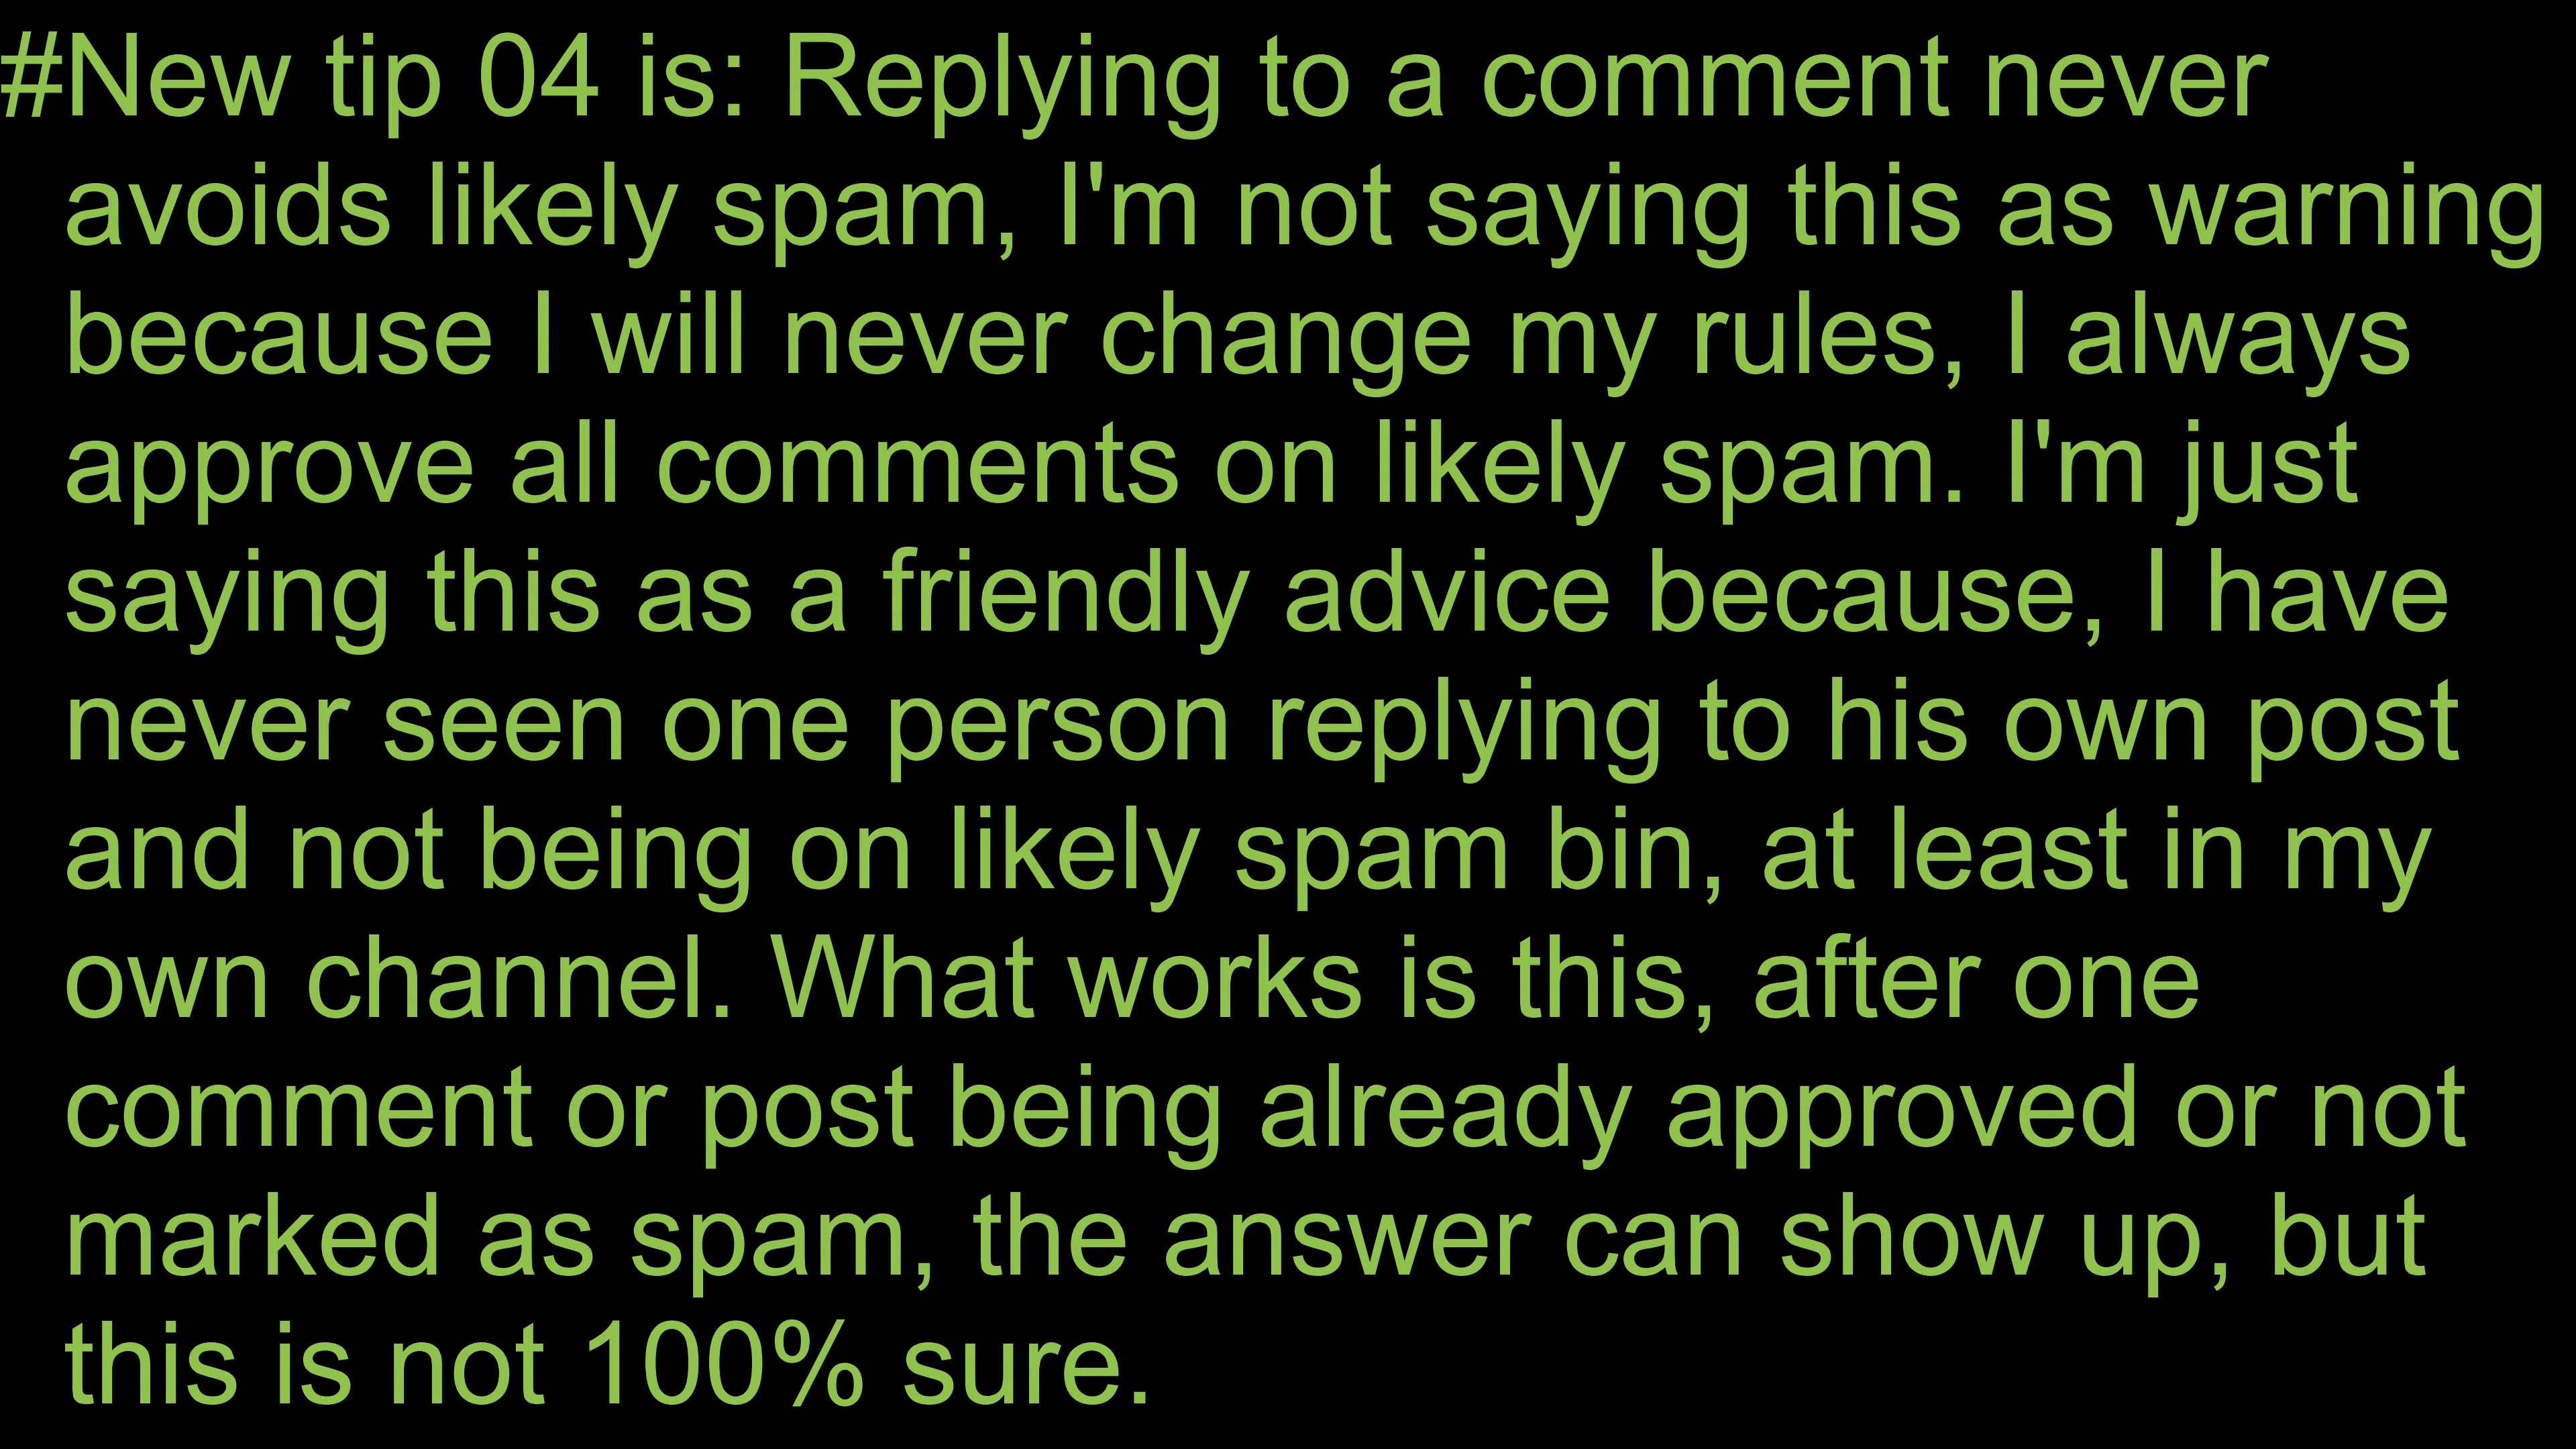 #New tip 04 is: Replying to a comment never
avoids likely spam, I'm not saying this as warning
because I will never change my rules, I always
approve all comments on likely spam. I'm just
saying this as a friendly advice because, I have
never seen one person replying to his own post
and not being on likely spam bin, at least in my
own channel. What works is this, after one
comment or post being already approved or not
marked as spam, the answer can show up, but
this is not 100% sure.